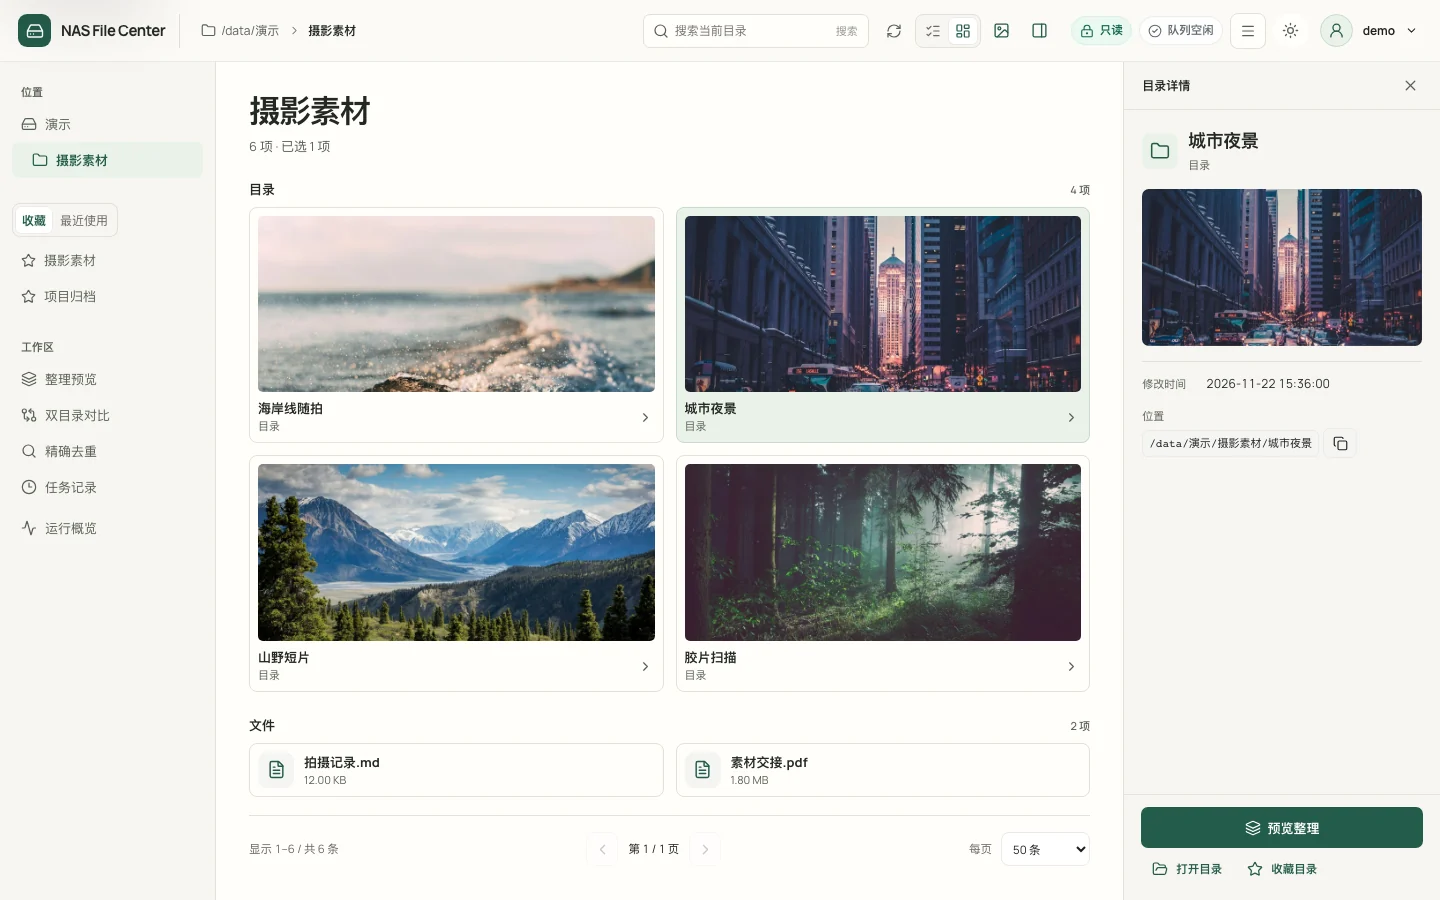 NAS File Center
/data/演示
摄影素材
搜索当前目录
搜索
只读
队列空闲
demo
位置
演示
摄影素材
收藏
最近使用
摄影素材
项目归档
工作区
整理预览
双目录对比
精确去重
任务记录
运行概览
摄影素材
6 项 · 已选 1 项
目录
4 项
海岸线随拍
目录
城市夜景
目录
山野短片
目录
胶片扫描
目录
文件
2 项
拍摄记录.md
12.00 KB
素材交接.pdf
1.80 MB
显示 1–6 / 共 6 条
第 1 / 1 页
每页
50 条
目录详情
城市夜景
目录
修改时间
2026-11-22 15:36:00
位置
/data/演示/摄影素材/城市夜景
预览整理
打开目录
收藏目录